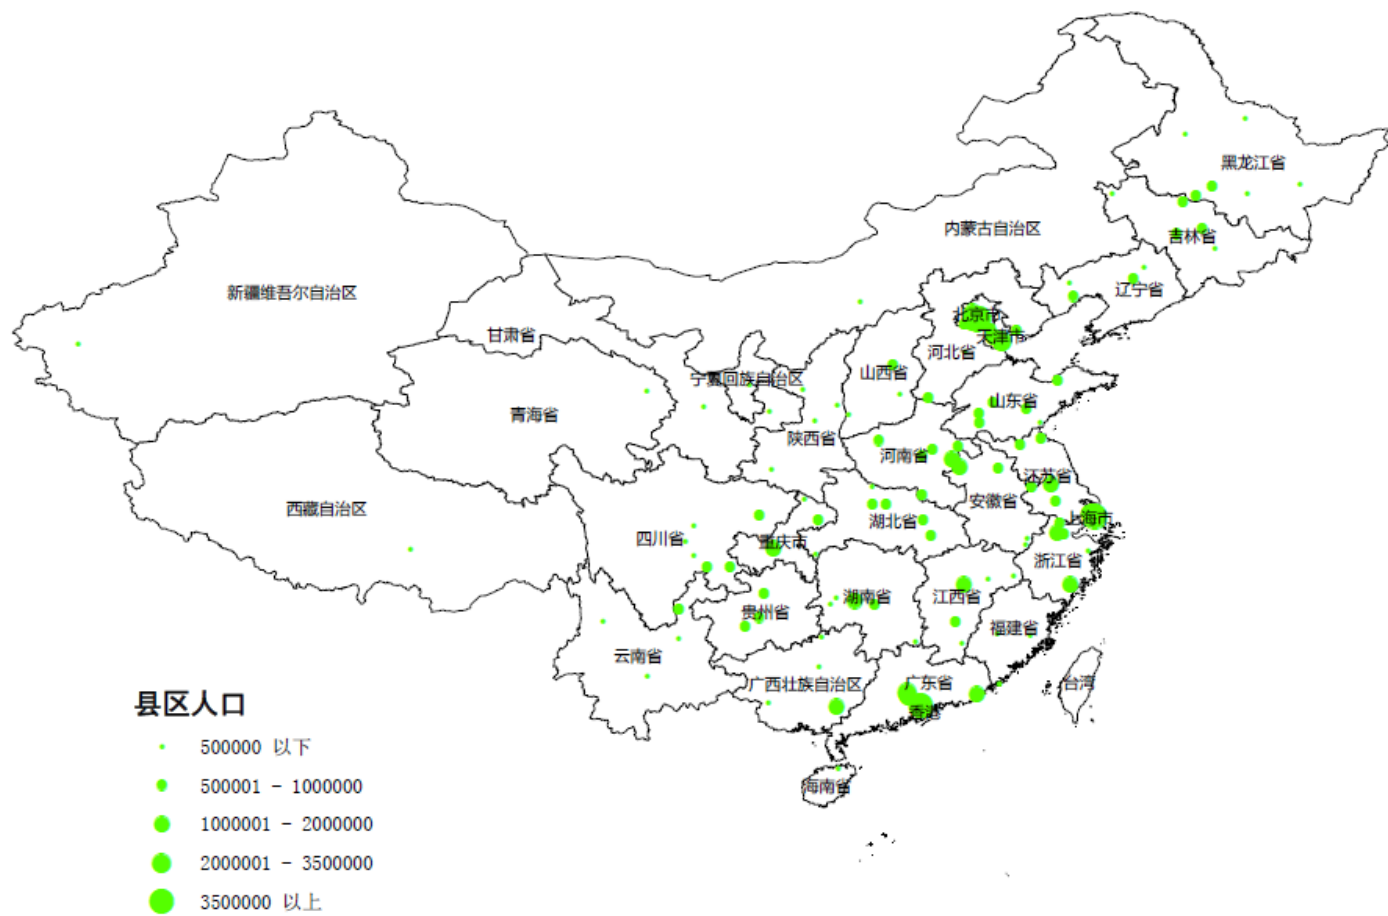 黑龙江省
内蒙古自治区
吉林省
辽宁省
新疆维吾尔自治区
北京市
甘肃省
天津市
河北省
宁夏回族自治区
山西省
青海省
山东省
陕西省
河南省
江苏省
西藏自治区
安徽省
湖北省
上海市
四川省
重庆市
浙江省
湖南省
江西省
贵州省
福建省
云南省
广西壮族自治区
广东省
台湾
香港
海南省
县区人口
500000 以下
500001 - 1000000
1000001 - 2000000
2000001 - 3500000
3500000 以上